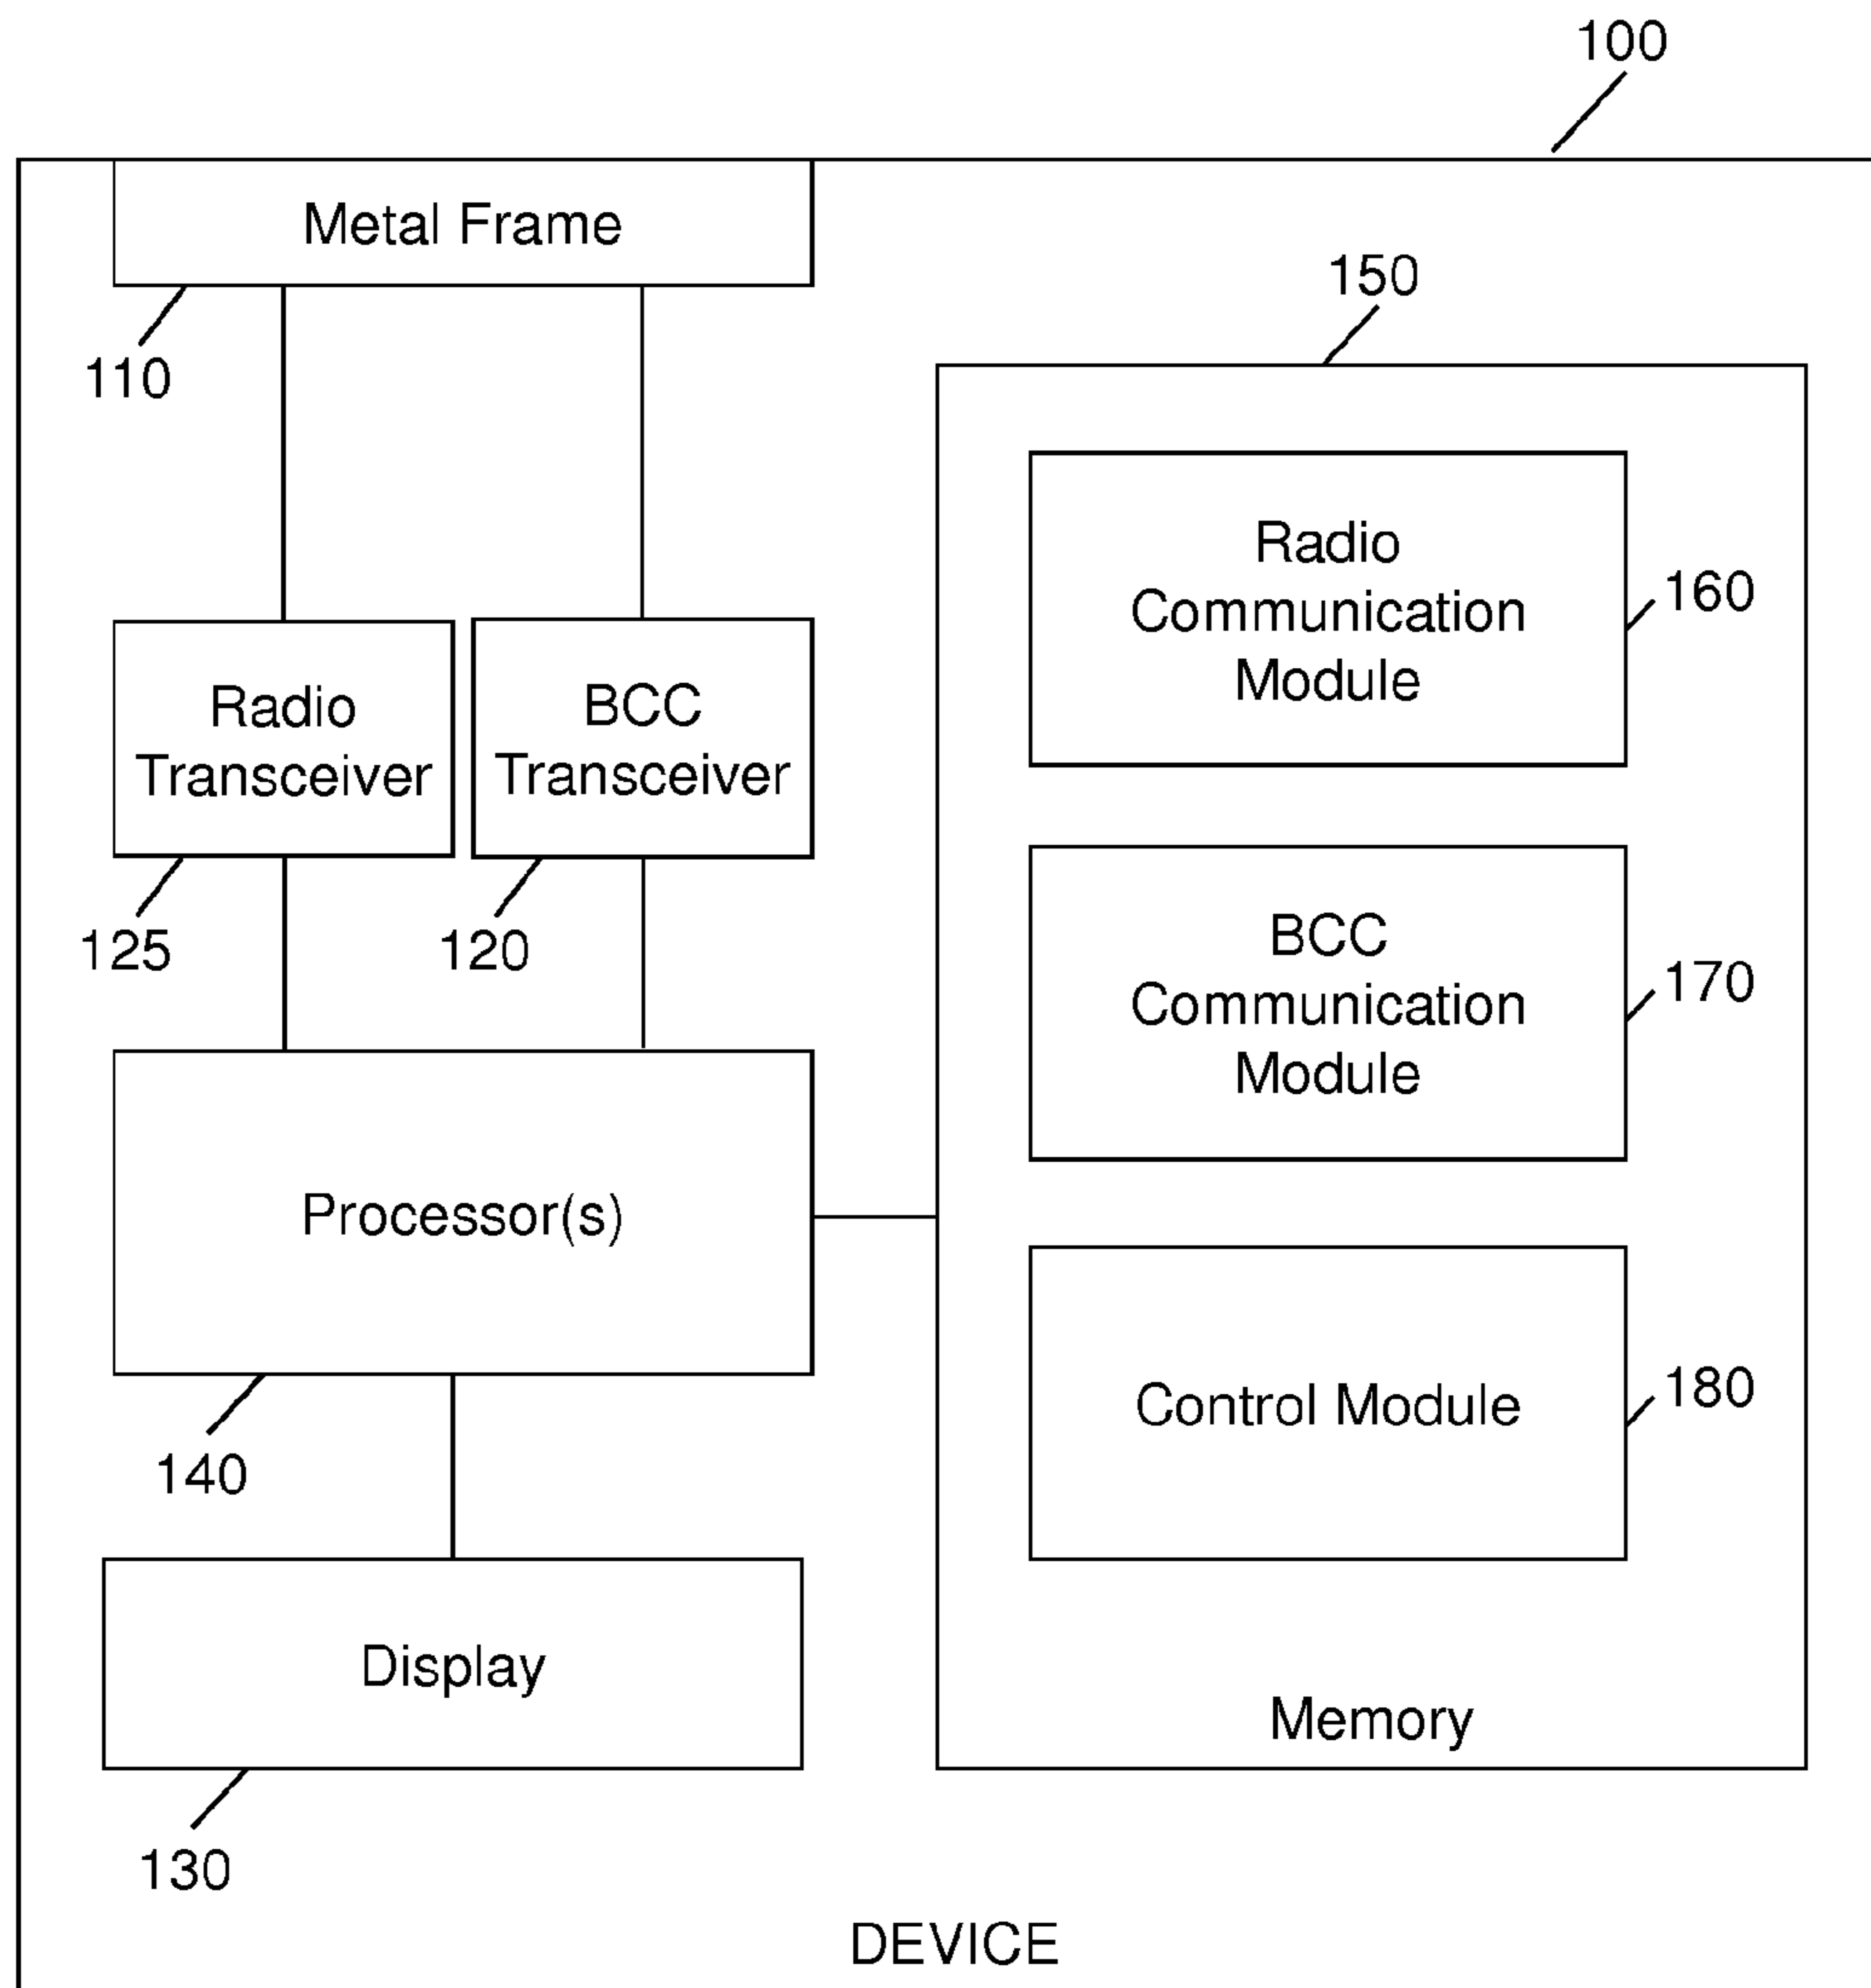 100
Metal Frame
110
150
Radio
Communication
Module
160
Radio
Transceiver
BCC
Transceiver
125
120
BCC
Communication
Module
170
Processor(s)
140
Control Module
180
Display
130
Memory
DEVICE